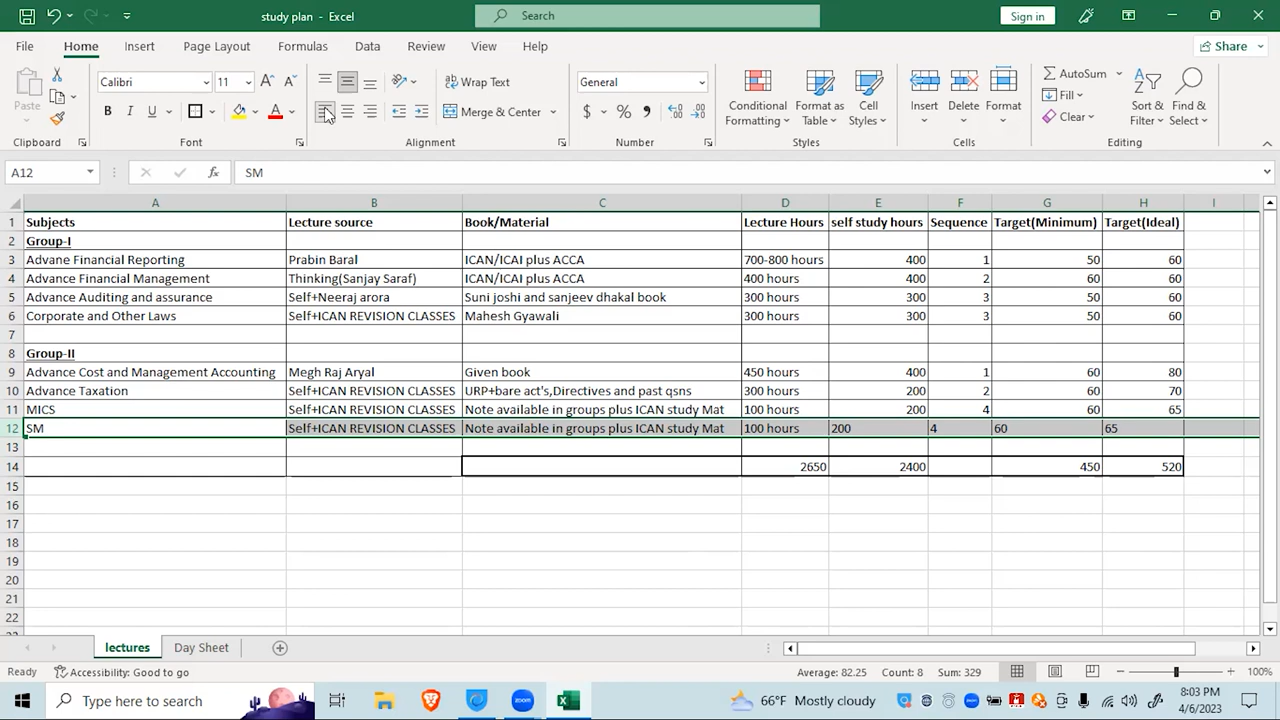 study plan - Excel
Search
Sign in
File Home Insert Page Layout Formulas Data Review View Help Share
Paste Calibri 11 Wrap Text General Conditional Formatting Format as Table Cell Styles Insert Delete Format AutoSum Fill Clear Sort & Filter Find & Select
B I U Merge & Center $ % ,
Clipboard Font Alignment Number Styles Cells Editing
A12 fx SM
A B C D E F G H I
1 Subjects Lecture source Book/Material Lecture Hours self study hours Sequence Target(Minimum) Target(Ideal)
2 Group-I
3 Advane Financial Reporting Prabin Baral ICAN/ICAI plus ACCA 700-800 hours 400 1 50 60
4 Advance Financial Management Thinking(Sanjay Saraf) ICAN/ICAI plus ACCA 400 hours 400 2 60 60
5 Advance Auditing and assurance Self+Neeraj arora Suni joshi and sanjeev dhakal book 300 hours 300 3 50 60
6 Corporate and Other Laws Self+ICAN REVISION CLASSES Mahesh Gyawali 300 hours 300 3 50 60
7
8 Group-II
9 Advance Cost and Management Accounting Megh Raj Aryal Given book 450 hours 400 1 60 80
10 Advance Taxation Self+ICAN REVISION CLASSES URP+bare act's,Directives and past qsns 300 hours 200 2 60 70
11 MICS Self+ICAN REVISION CLASSES Note available in groups plus ICAN study Mat 100 hours 200 4 60 65
12 SM Self+ICAN REVISION CLASSES Note available in groups plus ICAN study Mat 100 hours 200 4 60 65
13
14 2650 2400 450 520
15
16
17
18
19
20
21
22
lectures Day Sheet
Ready Accessibility: Good to go Average: 82.25 Count: 8 Sum: 329 100%
Type here to search 66°F Mostly cloudy 8:03 PM
4/6/2023